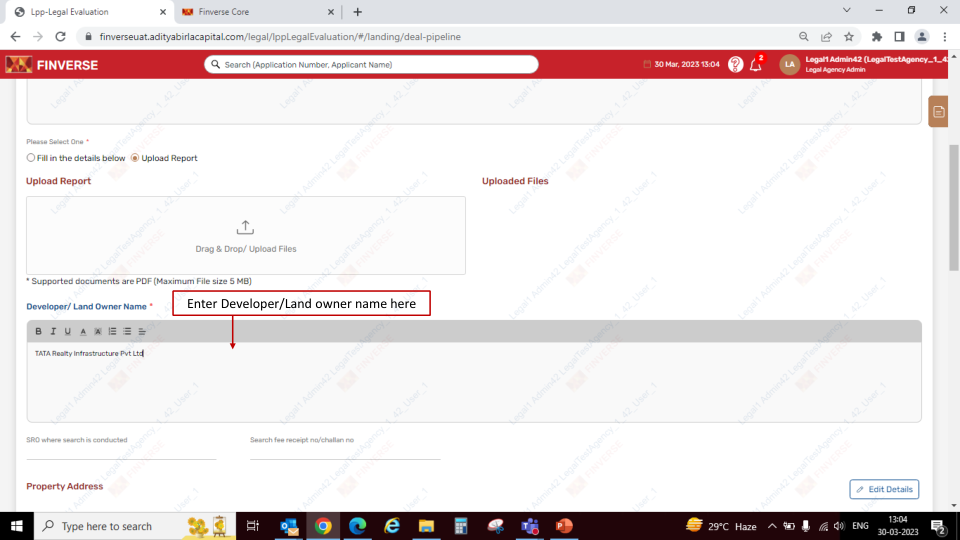 Lpp-Legal Evaluation
Finverse Core
finverseuat.adityabirlacapital.com/legal/lppLegalEvaluation/#/landing/deal-pipeline
FINVERSE
Search (Application Number, Applicant Name)
30 Mar, 2023 13:04
2
LA
Legal1 Admin42 (LegalTestAgency_1_4
Legal Agency Admin
Please Select One *
Fill in the details below
Upload Report
Upload Report
Uploaded Files
Drag & Drop/ Upload Files
* Supported documents are PDF (Maximum File size 5 MB)
Developer/ Land Owner Name *
Enter Developer/Land owner name here
B I U A A
TATA Realty Infrastructure Pvt Ltd
SRO where search is conducted
Search fee receipt no/challan no
Property Address
Edit Details
Type here to search
29°C Haze
ENG
13:04
30-03-2023
2